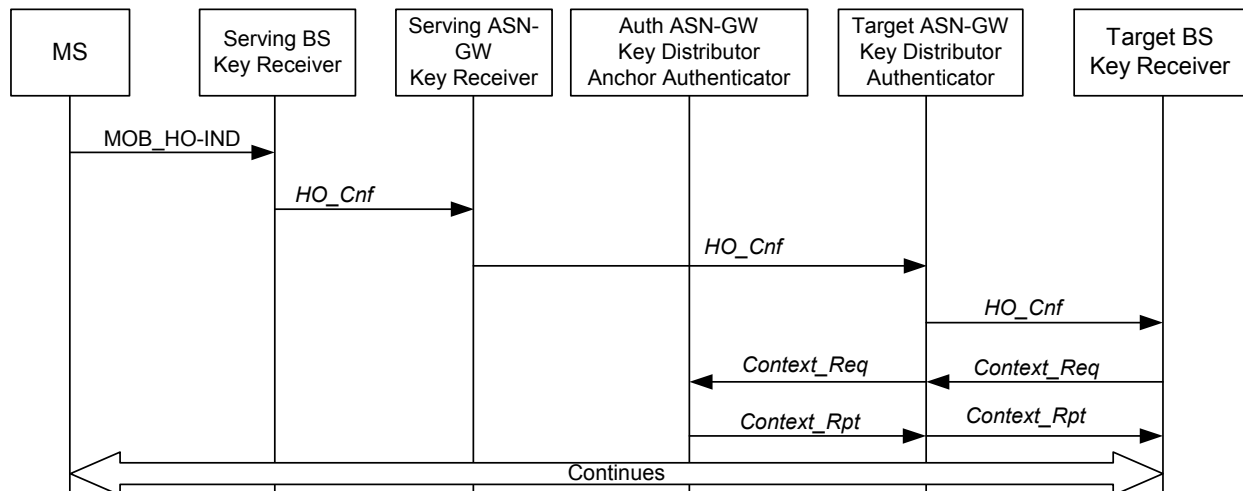 MS
Serving BS
Key Receiver
Serving ASN-
GW
Key Receiver
Auth ASN-GW
Key Distributor
Anchor Authenticator
Target ASN-GW
Key Distributor
Authenticator
Target BS
Key Receiver
MOB_HO-IND
HO_Cnf
HO_Cnf
HO_Cnf
Context_Req
Context_Req
Context_Rpt
Context_Rpt
Continues